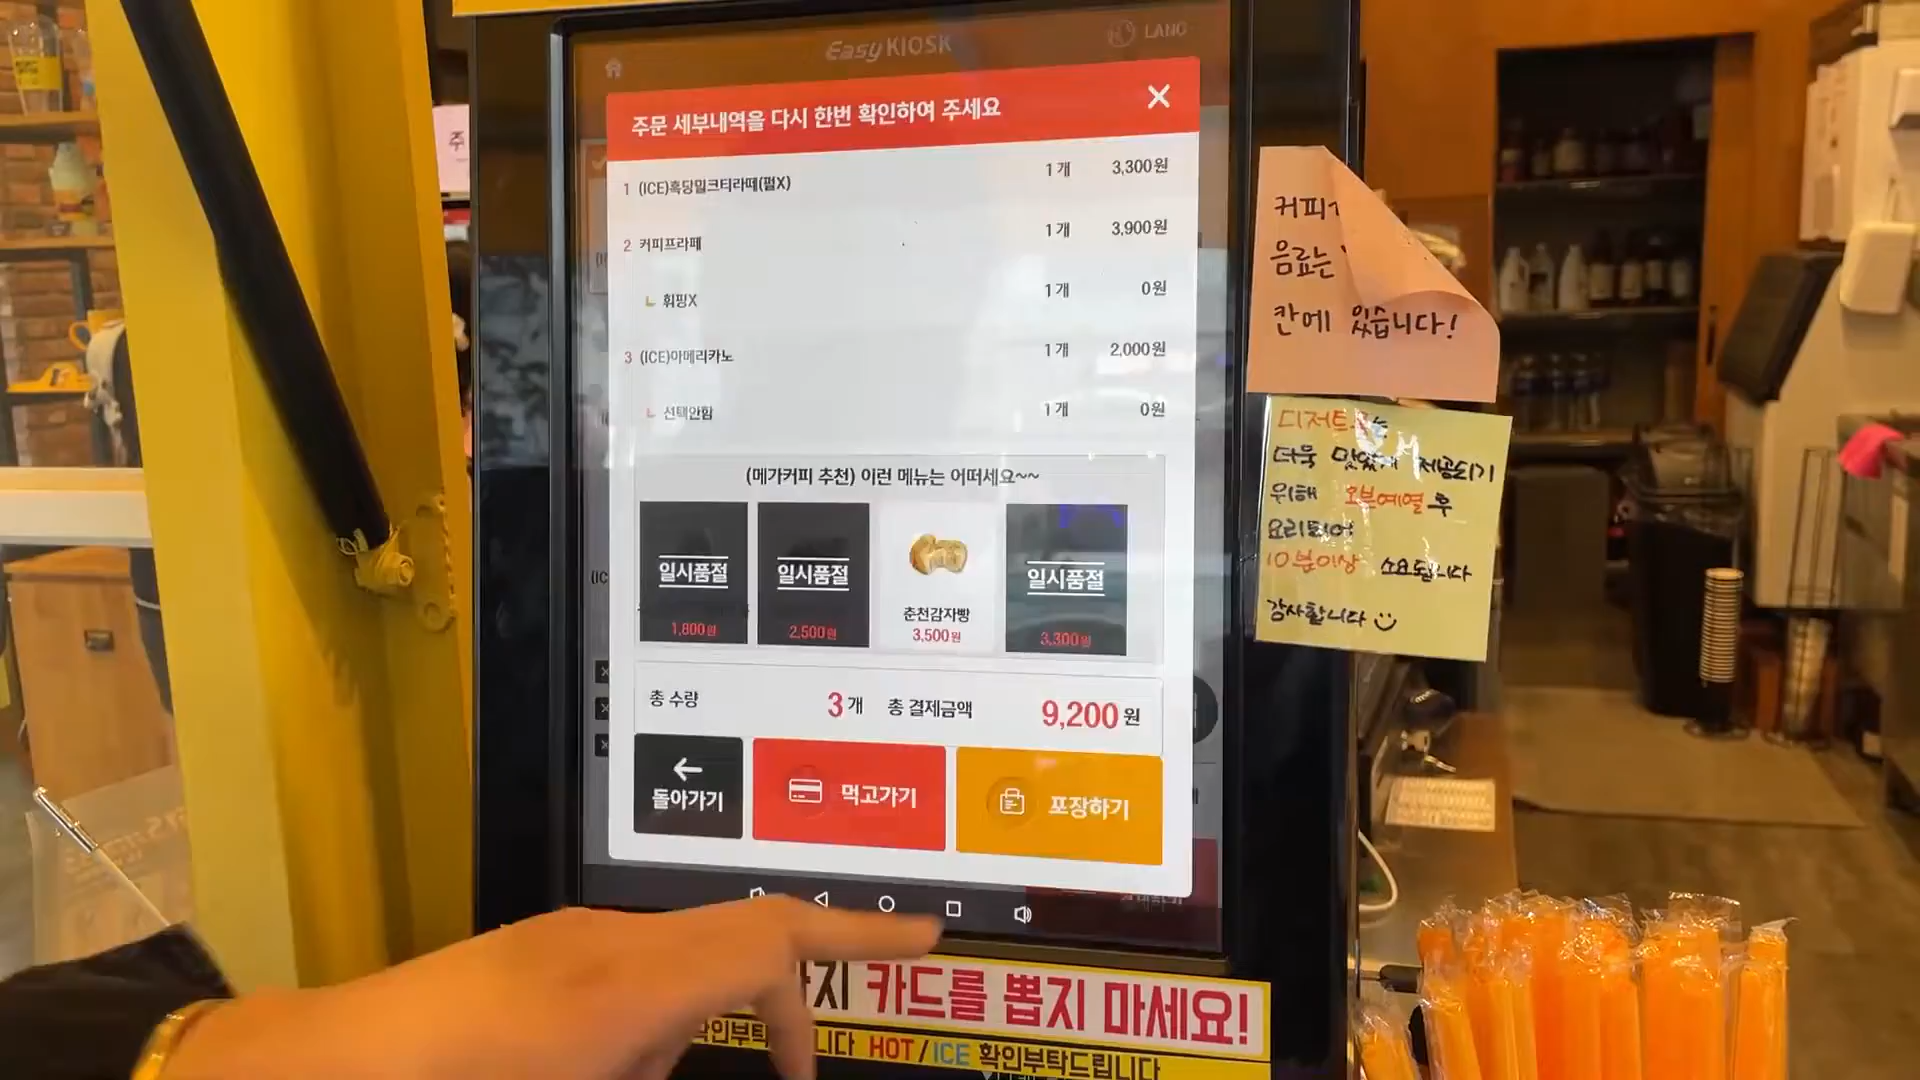 Easy KIOSK
LANG
주문 세부내역을 다시 한번 확인하여 주세요
1 (ICE)흑당밀크티라떼(펄X) 1개 3,300원
2 커피프라페 1개 3,900원
휘핑X 1개 0원
3 (ICE)아메리카노 1개 2,000원
선택안함 1개 0원
(메가커피 추천) 이런 메뉴는 어떠세요~~
일시품절 일시품절 일시품절
춘천감자빵
1,800원 2,500원 3,500원 3,300원
총 수량 3개 총 결제금액 9,200원
돌아가기 먹고가기 포장하기
커피
음료는
칸에 있습니다!
더욱 맛있게 제공되기
위해 오븐예열 후
요리되어
10분이상 소요됩니다
감사합니다
카드를 뽑지 마세요!
HOT/ICE 확인부탁드립니다